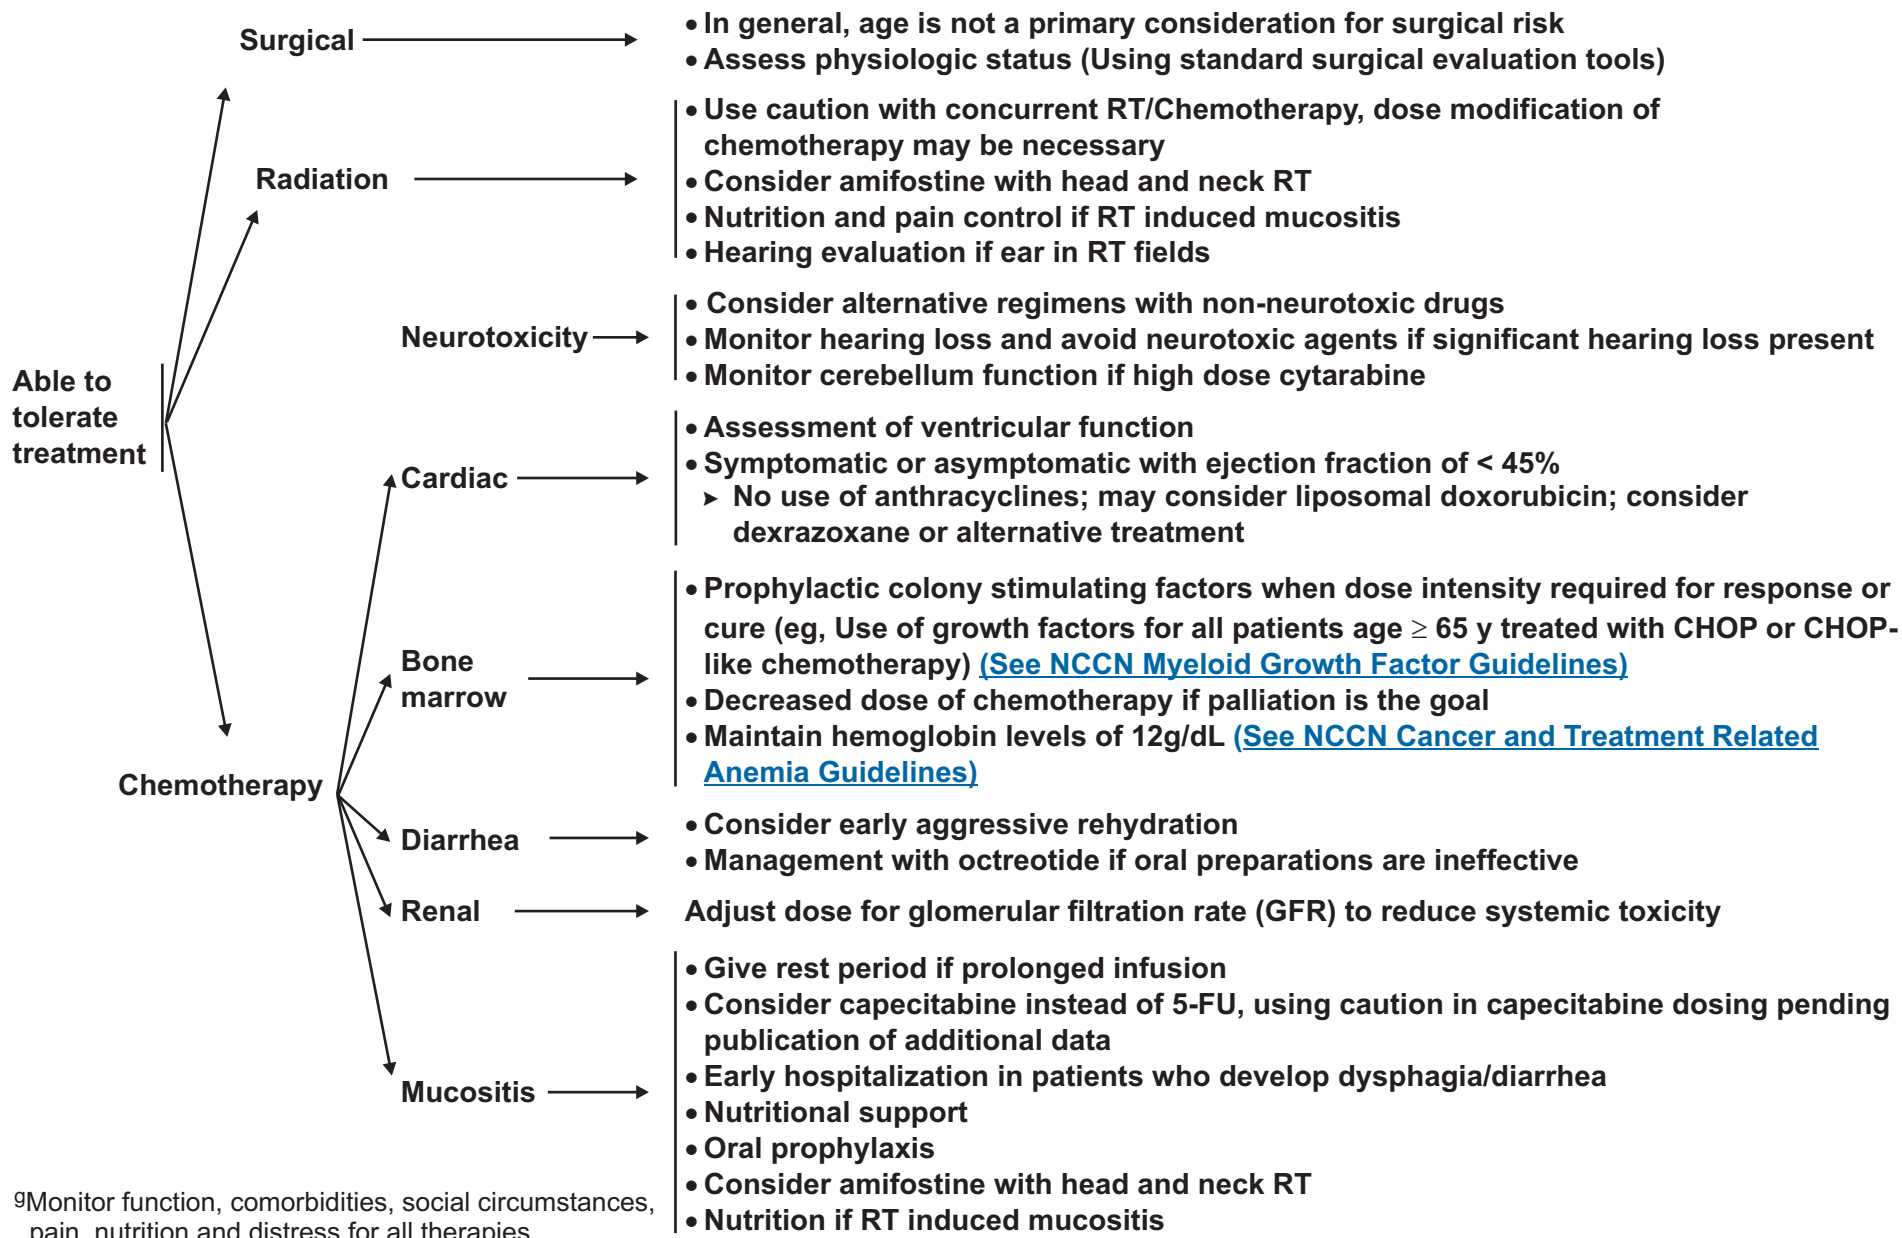 Surgical
• In general, age is not a primary consideration for surgical risk
• Assess physiologic status (Using standard surgical evaluation tools)
Radiation
• Use caution with concurrent RT/Chemotherapy, dose modification of
chemotherapy may be necessary
• Consider amifostine with head and neck RT
• Nutrition and pain control if RT induced mucositis
• Hearing evaluation if ear in RT fields
Able to
tolerate
treatment
Neurotoxicity
• Consider alternative regimens with non-neurotoxic drugs
• Monitor hearing loss and avoid neurotoxic agents if significant hearing loss present
• Monitor cerebellum function if high dose cytarabine
Cardiac
• Assessment of ventricular function
• Symptomatic or asymptomatic with ejection fraction of < 45%
➤ No use of anthracyclines; may consider liposomal doxorubicin; consider
dexrazoxane or alternative treatment
Bone
marrow
• Prophylactic colony stimulating factors when dose intensity required for response or
cure (eg, Use of growth factors for all patients age ≥ 65 y treated with CHOP or CHOP-
like chemotherapy) (See NCCN Myeloid Growth Factor Guidelines)
• Decreased dose of chemotherapy if palliation is the goal
• Maintain hemoglobin levels of 12g/dL (See NCCN Cancer and Treatment Related
Anemia Guidelines)
Chemotherapy
Diarrhea
• Consider early aggressive rehydration
• Management with octreotide if oral preparations are ineffective
Renal
Adjust dose for glomerular filtration rate (GFR) to reduce systemic toxicity
Mucositis
• Give rest period if prolonged infusion
• Consider capecitabine instead of 5-FU, using caution in capecitabine dosing pending
publication of additional data
• Early hospitalization in patients who develop dysphagia/diarrhea
• Nutritional support
• Oral prophylaxis
• Consider amifostine with head and neck RT
• Nutrition if RT induced mucositis
gMonitor function, comorbidities, social circumstances,
pain, nutrition and distress for all therapies